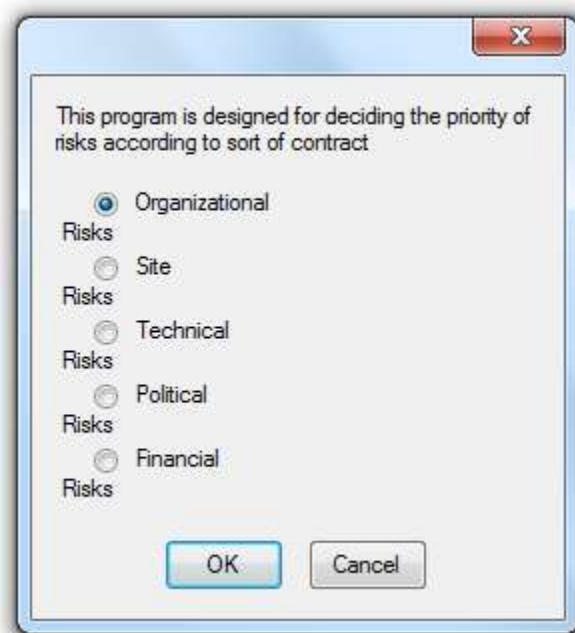 This program is designed for deciding the priority of
risks according to sort of contract
Organizational
Risks
Site
Risks
Technical
Risks
Political
Risks
Financial
Risks
OK Cancel